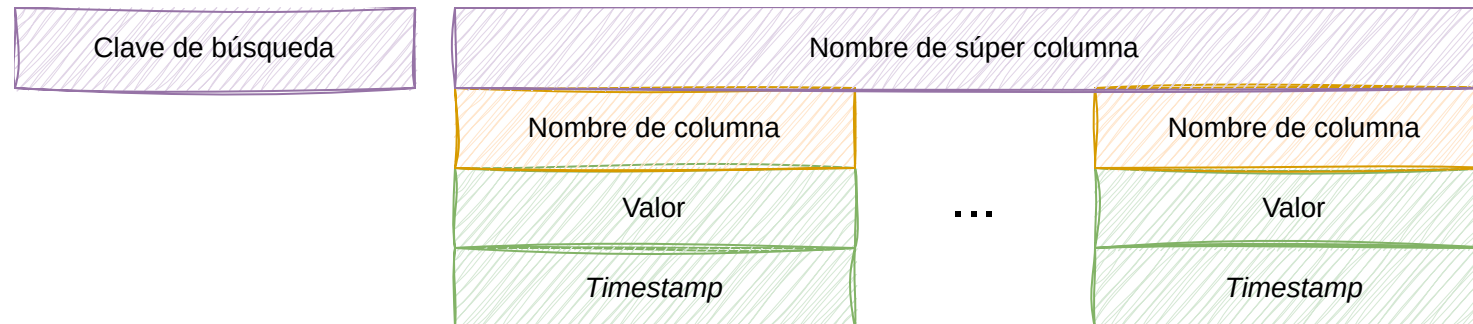 Clave de búsqueda
Nombre de súper columna
Nombre de columna
Nombre de columna
Valor
...
Valor
Timestamp
Timestamp